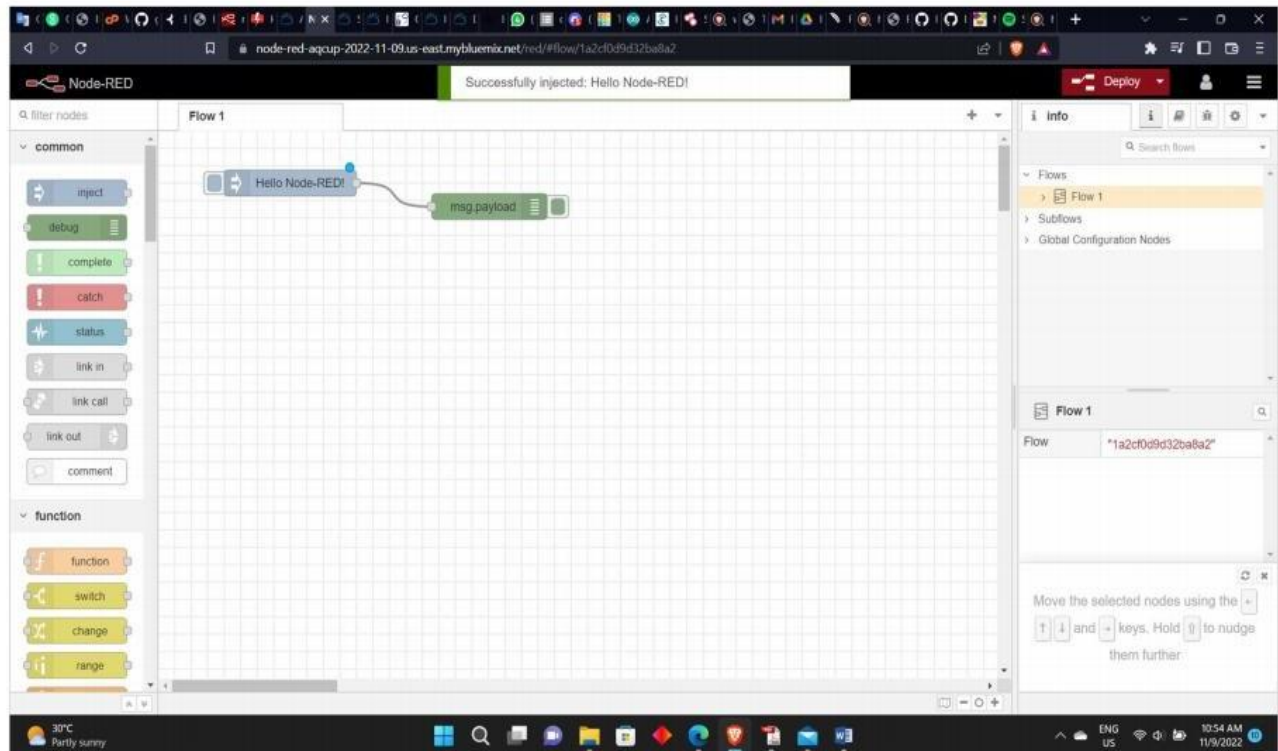 node-red-aqcup-2022-11-09.us-east.mybluemix.net/red/#flow/1a2cf0d9d32ba8a2
Node-RED
Successfully injected: Hello Node-RED!
Deploy
filter nodes
Flow 1
i info
Search flows
common
inject
debug
complete
catch
status
link in
link call
link out
comment
function
function
switch
change
range
Hello Node-RED!
msg.payload
Flows
Flow 1
Subflows
Global Configuration Nodes
Flow 1
Flow "1a2cf0d9d32ba8a2"
Move the selected nodes using the ←
↑ ↓ and → keys. Hold ⇧ to nudge
them further
30°C
Partly sunny
ENG
US
10:54 AM
11/9/2022